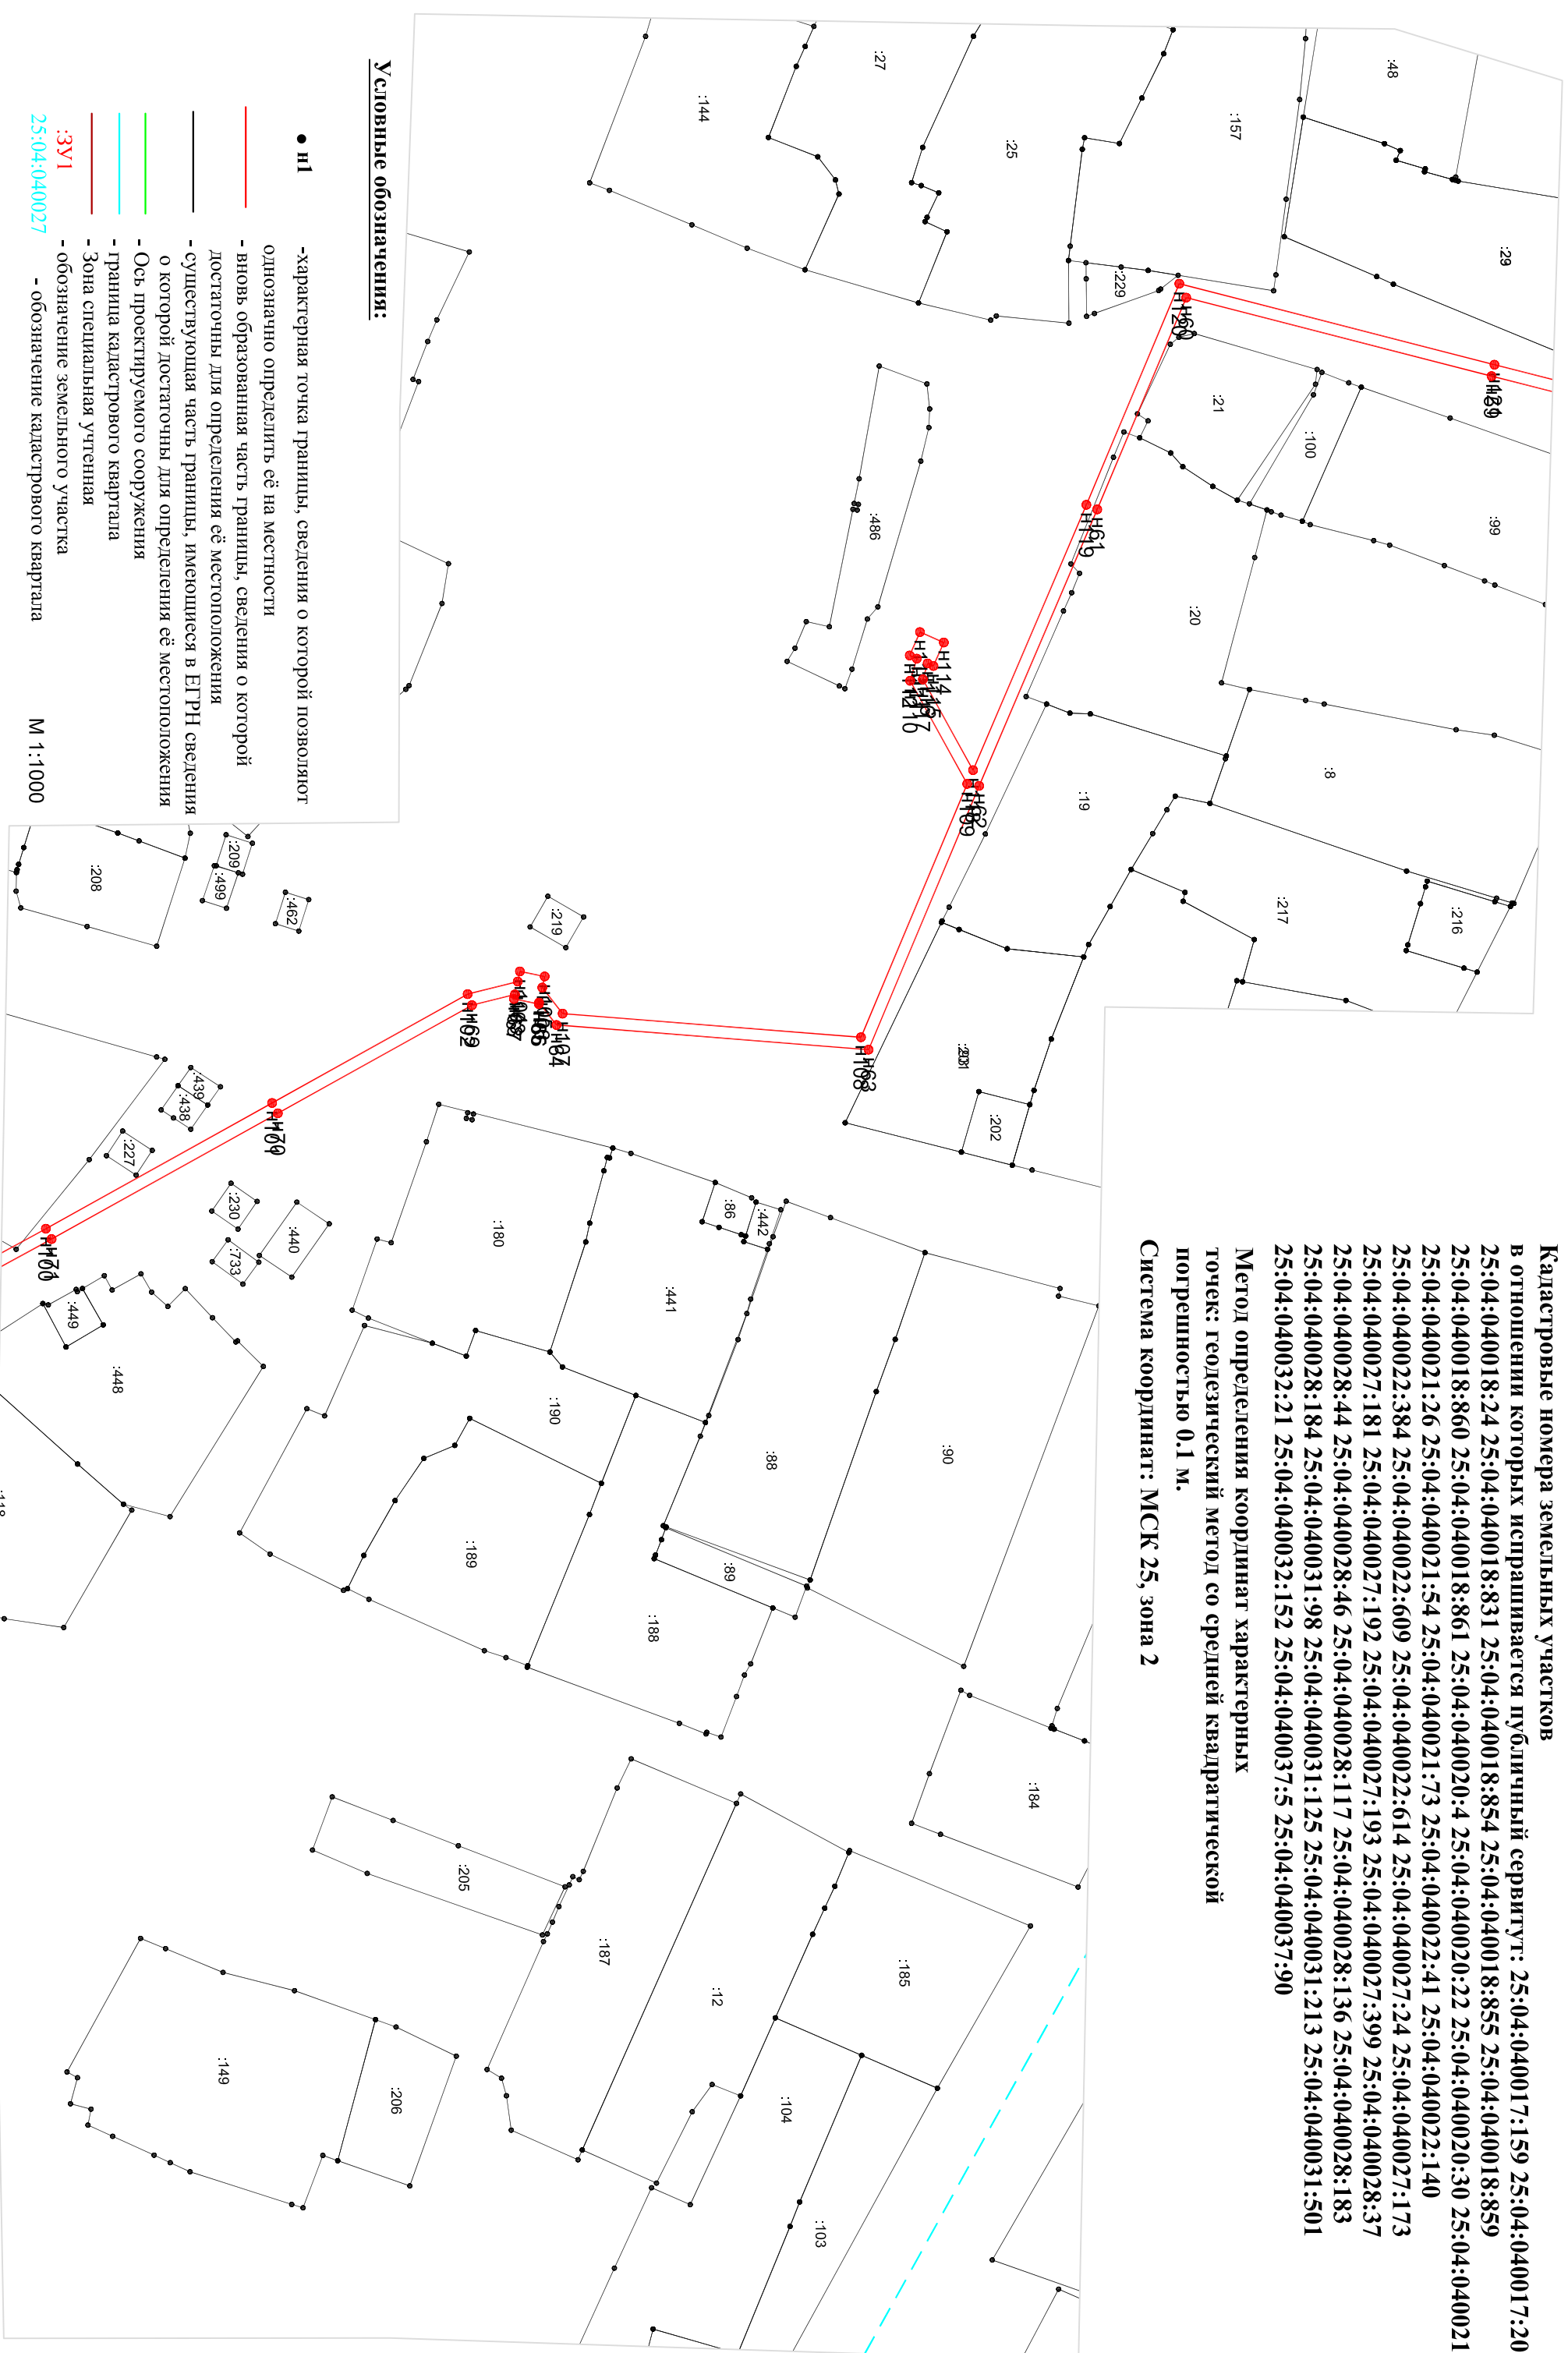 Кадастровые номера земельных участков
в отношении которых испрашивается публичный сервитут: 25:04:040017:159 25:04:040017:20
25:04:040018:24 25:04:040018:831 25:04:040018:854 25:04:040018:855 25:04:040018:859
25:04:040018:860 25:04:040018:861 25:04:040020:4 25:04:040020:22 25:04:040020:30 25:04:040021
25:04:040021:26 25:04:040021:54 25:04:040021:73 25:04:040022:41 25:04:040022:140
25:04:040022:384 25:04:040022:609 25:04:040022:614 25:04:040027:24 25:04:040027:173
25:04:040027:181 25:04:040027:192 25:04:040027:193 25:04:040027:399 25:04:040028:37
25:04:040028:44 25:04:040028:46 25:04:040028:117 25:04:040028:136 25:04:040028:183
25:04:040028:184 25:04:040031:98 25:04:040031:125 25:04:040031:213 25:04:040031:501
25:04:040032:21 25:04:040032:152 25:04:040037:5 25:04:040037:90
Метод определения координат характерных
точек: геодезический метод со средней квадратической
погрешностью 0.1 м.
Система координат: МСК 25, зона 2
:48
:29
:157
:25
:27
:144
:229
:21
:100
:99
:486
:20
:8
:19
:217
:216
:202
:219
:208
:209
:499
:462
:439
:438
:227
:230
:733
:440
:449
:448
:180
:441
:86
:442
:90
:88
:89
:190
:189
:188
:184
:185
:187
:205
:12
:104
:103
:149
:206
н60
н120
н61
н119
н114
н115
н62
н109
н63
н108
н107
н64
н69
н102
н70
н101
н71
н100
Условные обозначения:
н1 -характерная точка границы, сведения о которой позволяют
однозначно определить её на местности
- вновь образованная часть границы, сведения о которой
достаточны для определения её местоположения
- существующая часть границы, имеющиеся в ЕГРН сведения
о которой достаточны для определения её местоположения
- Ось проектируемого сооружения
- граница кадастрового квартала
- Зона специальная учтенная
:ЗУ1 - обозначение земельного участка
25:04:040027 - обозначение кадастрового квартала
М 1:1000